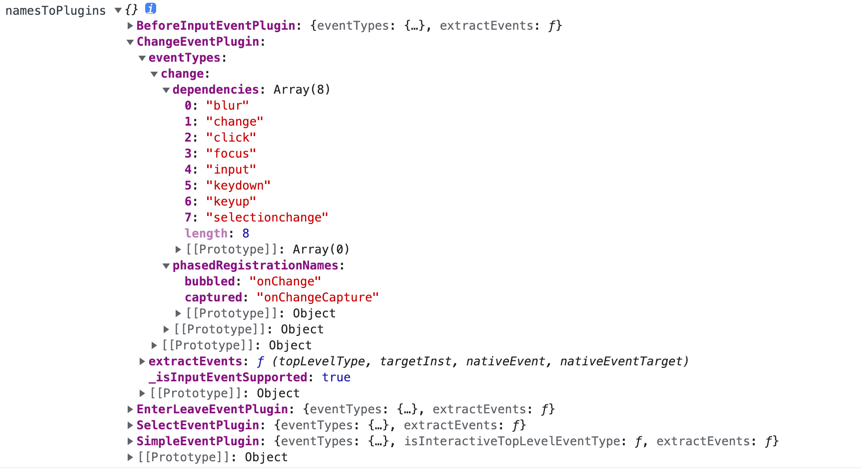 namesToPlugins ▼{} i
▶BeforeInputEventPlugin: {eventTypes: {…}, extractEvents: ƒ}
▼ChangeEventPlugin:
▼eventTypes:
▼change:
▼dependencies: Array(8)
0: "blur"
1: "change"
2: "click"
3: "focus"
4: "input"
5: "keydown"
6: "keyup"
7: "selectionchange"
length: 8
▶[[Prototype]]: Array(0)
▼phasedRegistrationNames:
bubbled: "onChange"
captured: "onChangeCapture"
▶[[Prototype]]: Object
▶[[Prototype]]: Object
▶[[Prototype]]: Object
▶extractEvents: ƒ (topLevelType, targetInst, nativeEvent, nativeEventTarget)
_isInputEventSupported: true
▶[[Prototype]]: Object
▶EnterLeaveEventPlugin: {eventTypes: {…}, extractEvents: ƒ}
▶SelectEventPlugin: {eventTypes: {…}, extractEvents: ƒ}
▶SimpleEventPlugin: {eventTypes: {…}, isInteractiveTopLevelEventType: ƒ, extractEvents: ƒ}
▶[[Prototype]]: Object